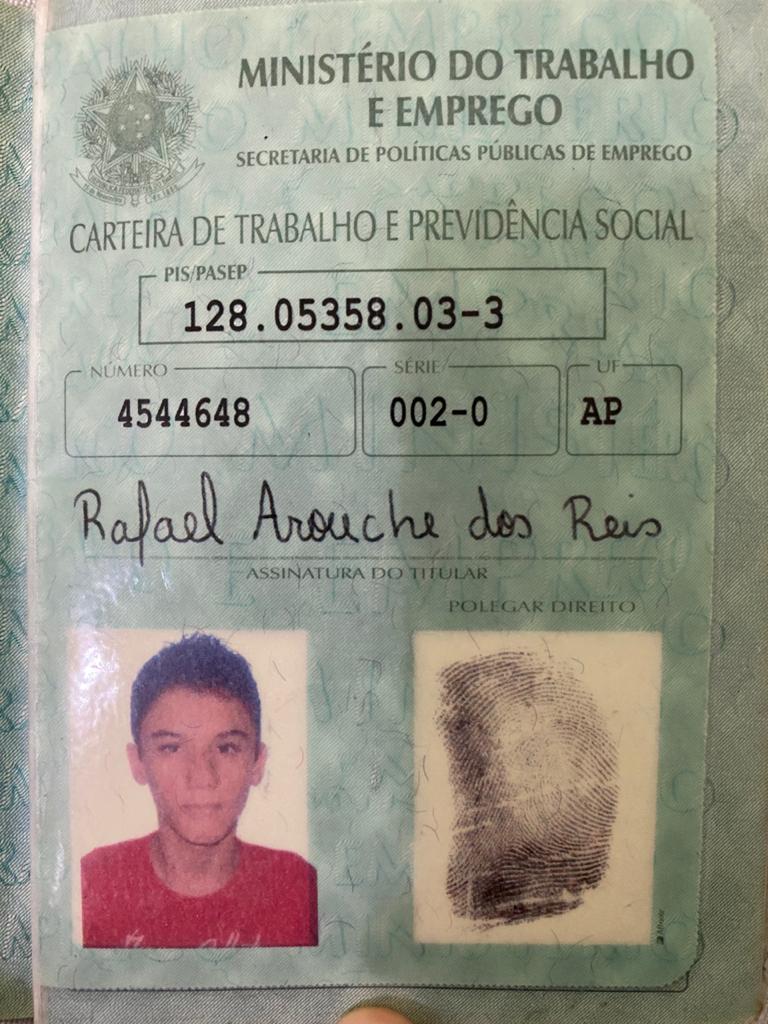 MINISTÉRIO DO TRABALHO
E EMPREGO
SECRETARIA DE POLÍTICAS PÚBLICAS DE EMPREGO
CARTEIRA DE TRABALHO E PREVIDÊNCIA SOCIAL
PIS/PASEP
128.05358.03-3
NÚMERO SÉRIE UF
4544648 002-0 AP
Rafael Arouche dos Reis
ASSINATURA DO TITULAR
POLEGAR DIREITO